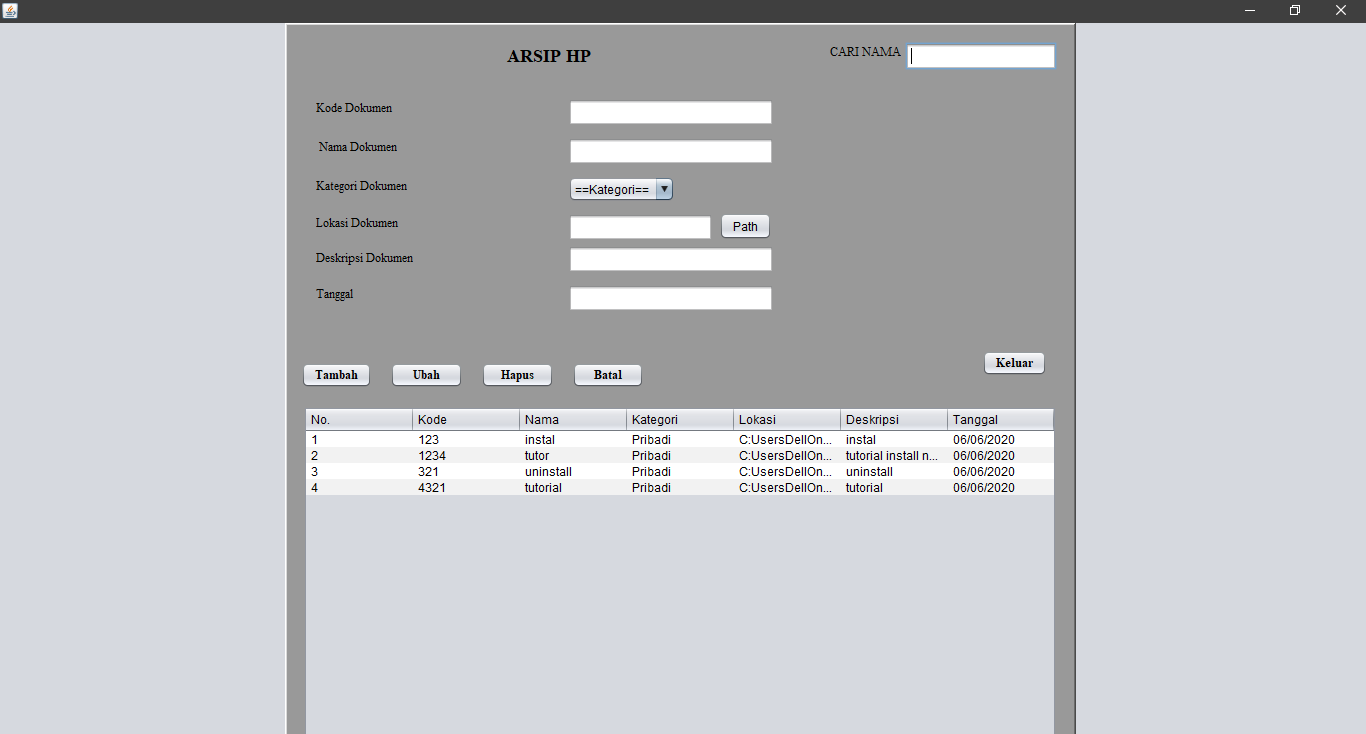 ARSIP HP
CARI NAMA
Kode Dokumen
Nama Dokumen
Kategori Dokumen ==Kategori==
Lokasi Dokumen Path
Deskripsi Dokumen
Tanggal
Keluar
Tambah Ubah Hapus Batal
No. Kode Nama Kategori Lokasi Deskripsi Tanggal
1 123 instal Pribadi C:UsersDellOn... instal 06/06/2020
2 1234 tutor Pribadi C:UsersDellOn... tutorial install n... 06/06/2020
3 321 uninstall Pribadi C:UsersDellOn... uninstall 06/06/2020
4 4321 tutorial Pribadi C:UsersDellOn... tutorial 06/06/2020